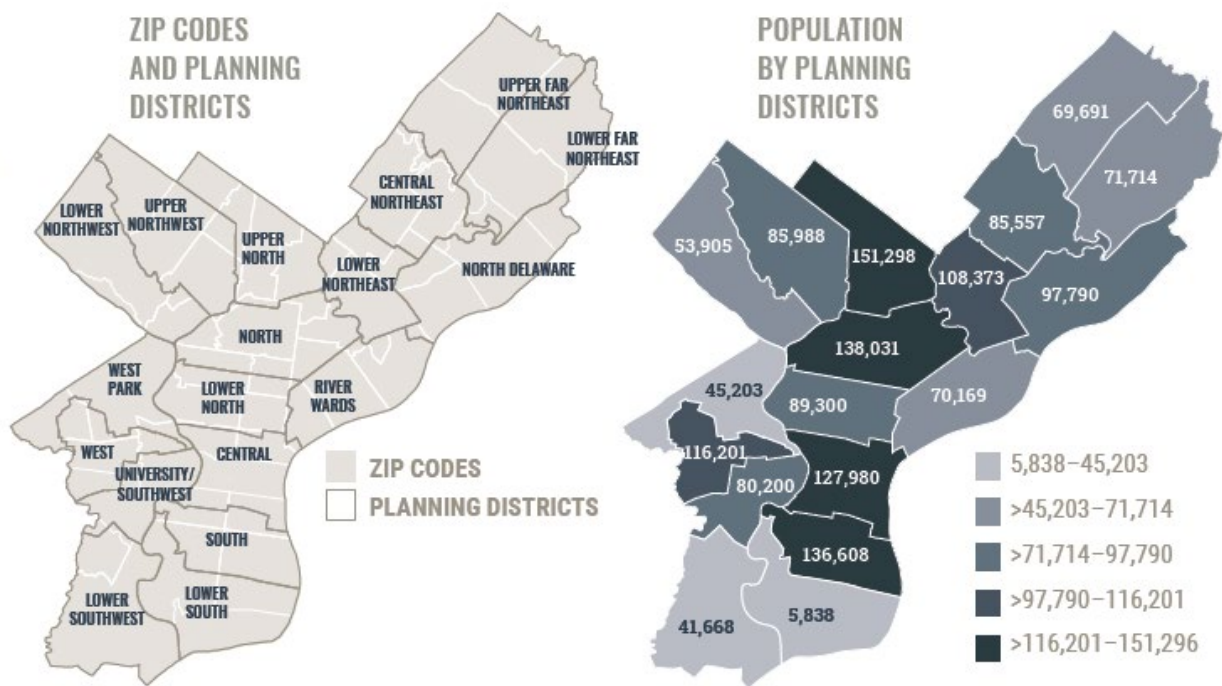 ZIP CODES
AND PLANNING
DISTRICTS
UPPER FAR
NORTHEAST
LOWER FAR
NORTHEAST
CENTRAL
NORTHEAST
LOWER
NORTHWEST
UPPER
NORTHWEST
UPPER
NORTH
LOWER
NORTHEAST
NORTH DELAWARE
NORTH
WEST
PARK
LOWER
NORTH
RIVER
WARDS
WEST
CENTRAL
UNIVERSITY/
SOUTHWEST
SOUTH
LOWER
SOUTHWEST
LOWER
SOUTH
ZIP CODES
PLANNING DISTRICTS
POPULATION
BY PLANNING
DISTRICTS
69,691
71,714
85,557
53,905
85,988
151,298
108,373
97,790
138,031
45,203
89,300
70,169
116,201
80,200
127,980
136,608
41,668
5,838
5,838–45,203
>45,203–71,714
>71,714–97,790
>97,790–116,201
>116,201–151,296